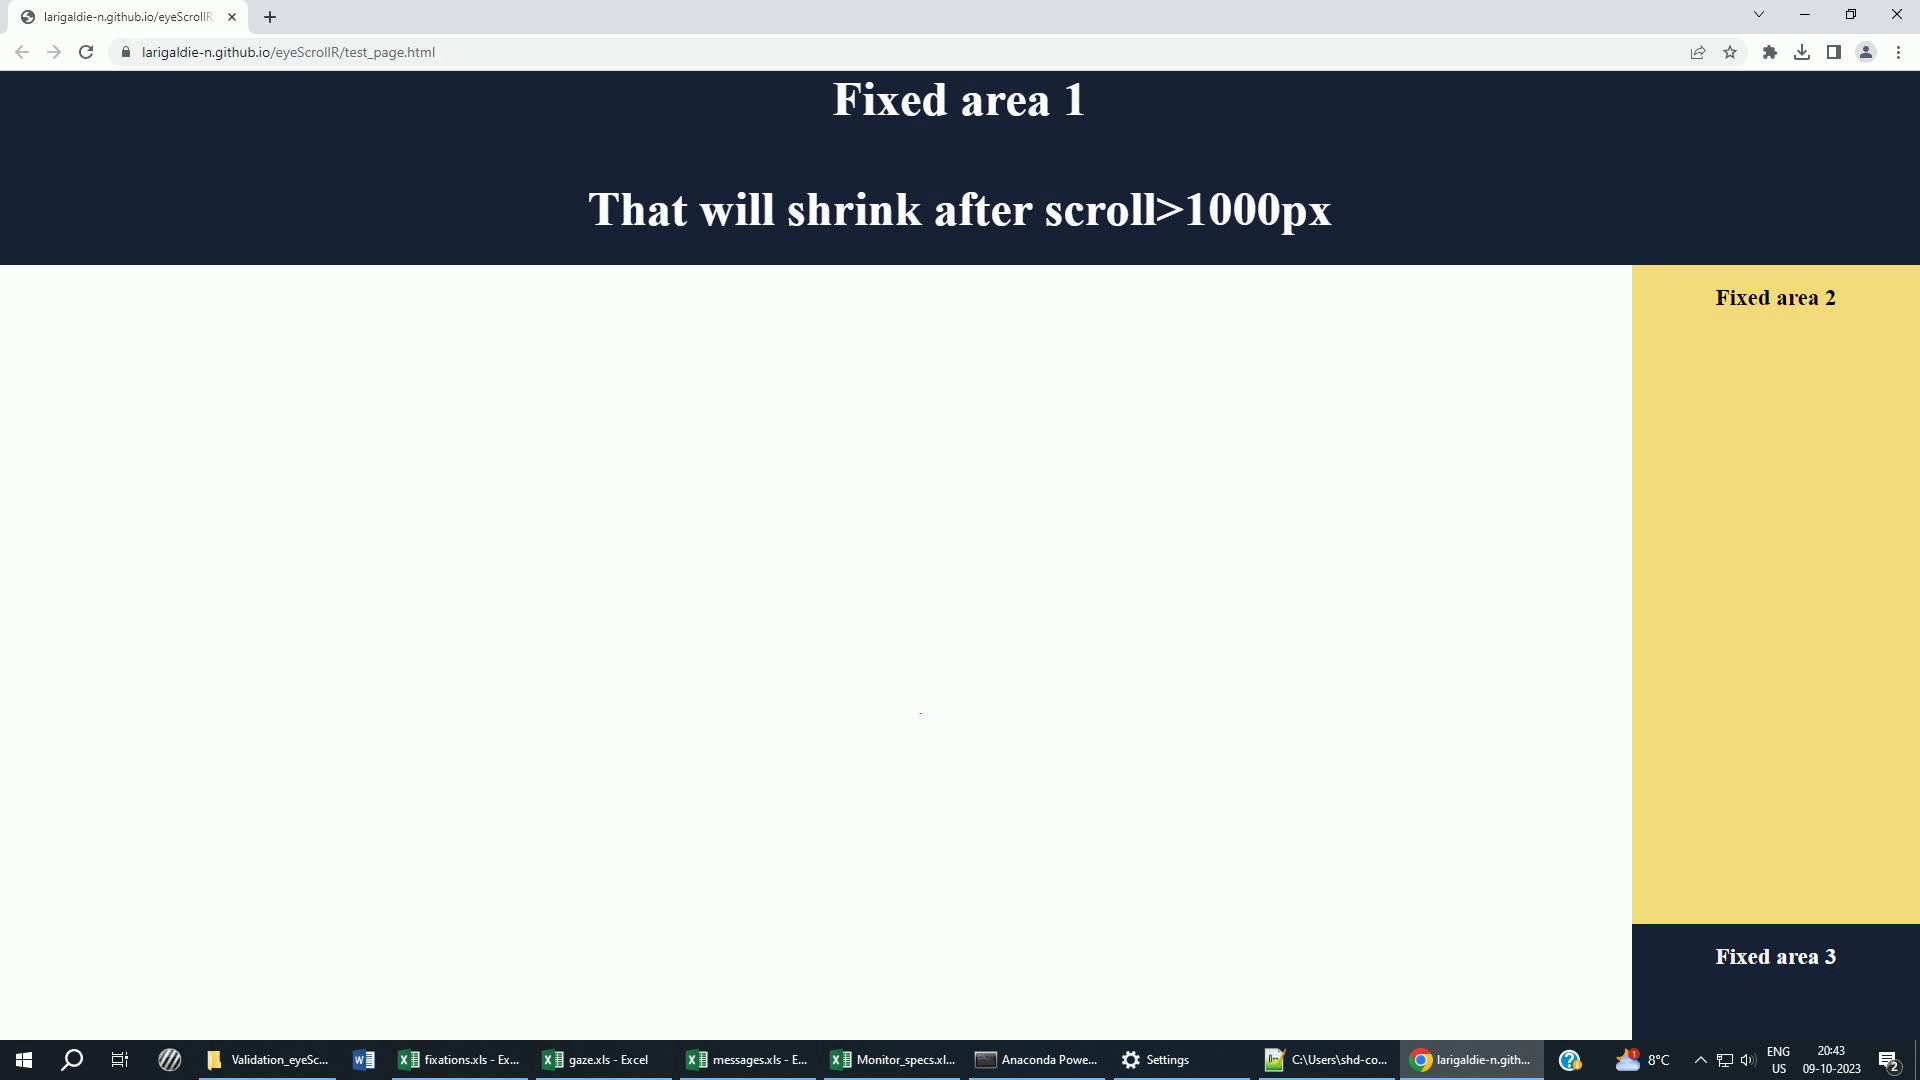 larigaldie-n.github.io/eyeScrollR
larigaldie-n.github.io/eyeScrollR/test_page.html
Fixed area 1
That will shrink after scroll>1000px
Fixed area 2
Fixed area 3
Validation_eyeSc...
fixations.xls - Ex...
gaze.xls - Excel
messages.xls - E...
Monitor_specs.xl...
Anaconda Powe...
Settings
C:\Users\shd-co...
larigaldie-n.gith...
1
8°C
ENG
US
20:43
09-10-2023
2